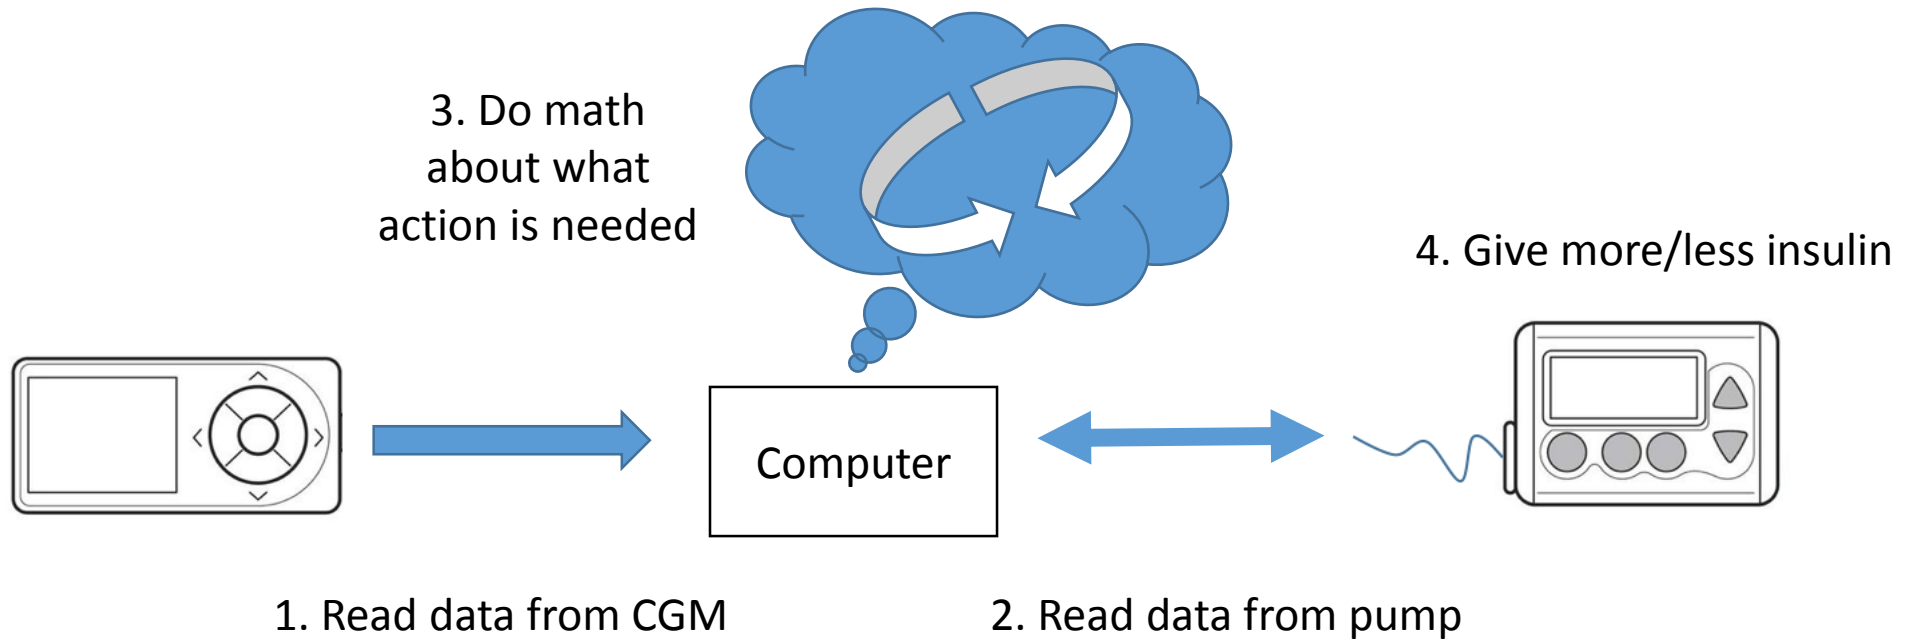 3. Do math
about what
action is needed
4. Give more/less insulin
Computer
1. Read data from CGM
2. Read data from pump